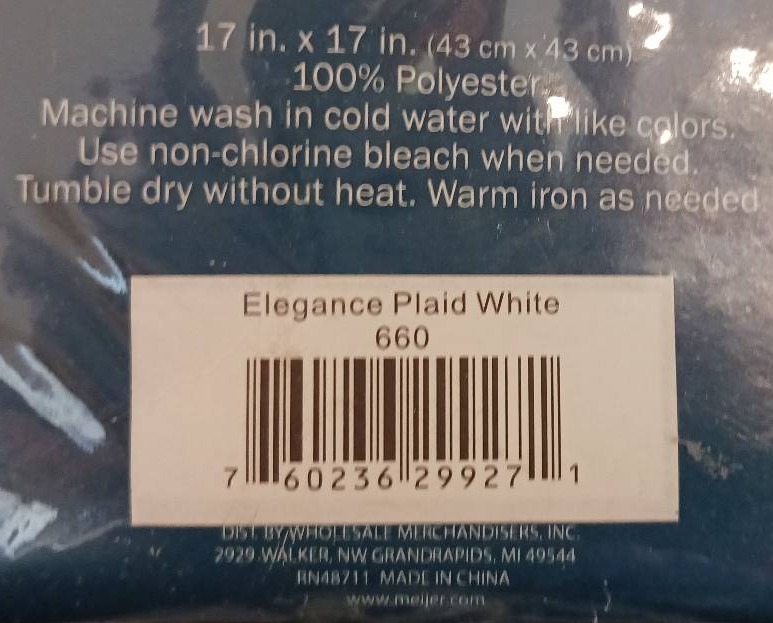 17 in. x 17 in. (43 cm x 43 cm)
100% Polyester
Machine wash in cold water with like colors.
Use non-chlorine bleach when needed.
Tumble dry without heat. Warm iron as needed
Elegance Plaid White
660
7 60236 29927 1
DIST. BY WHOLESALE MERCHANDISERS, INC.
2929 WALKER, NW GRANDRAPIDS, MI 49544
RN48711 MADE IN CHINA
www.meijer.com